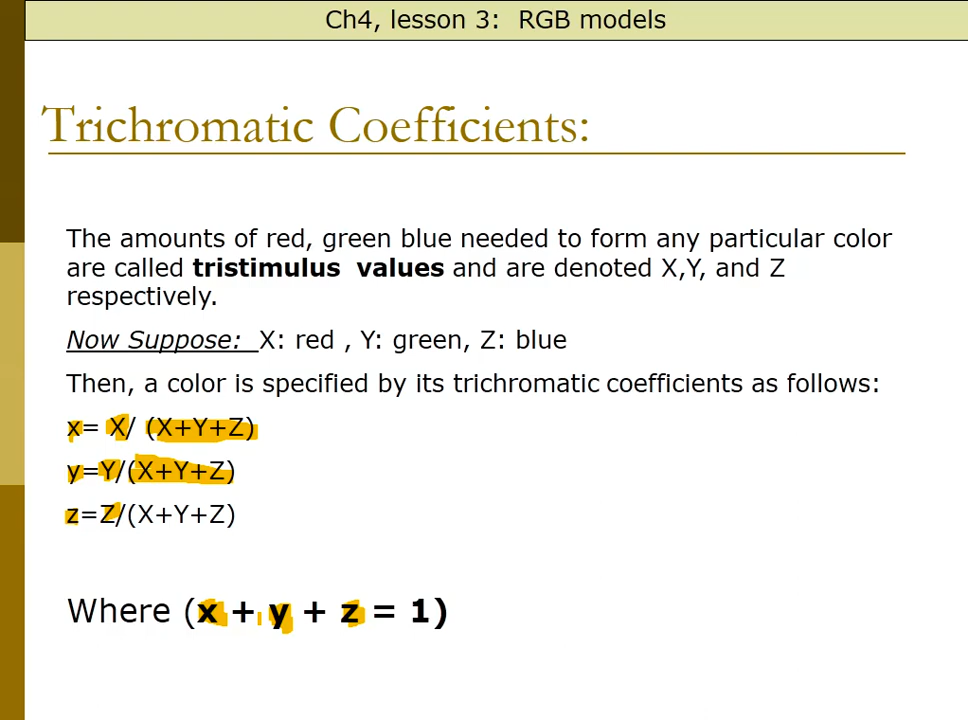 Ch4, lesson 3: RGB models
Trichromatic Coefficients:
The amounts of red, green blue needed to form any particular color
are called tristimulus values and are denoted X,Y, and Z
respectively.
Now Suppose: X: red , Y: green, Z: blue
Then, a color is specified by its trichromatic coefficients as follows:
x= X/ (X+Y+Z)
y=Y/(X+Y+Z)
z=Z/(X+Y+Z)
Where (x + y + z = 1)